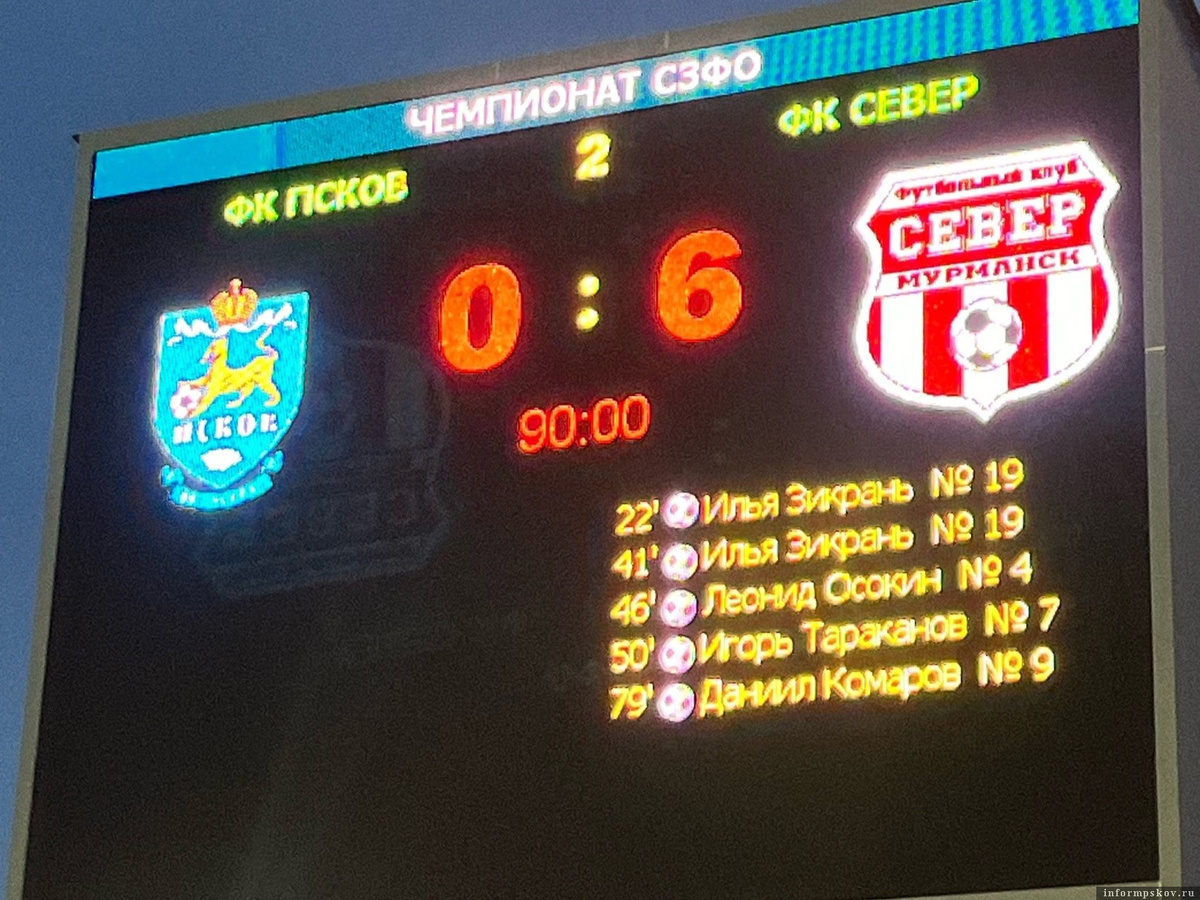 ЧЕМПИОНАТ СЗФО
ФК ПСКОВ
2
ФК СЕВЕР
0 : 6
Футбольный клуб
СЕВЕР
МУРМАНСК
ПСКОВ
90:00
22' Илья Зикрань № 19
41' Илья Зикрань № 19
46' Леонид Осокин № 4
50' Игорь Тараканов № 7
79' Даниил Комаров № 9
informpskov.ru